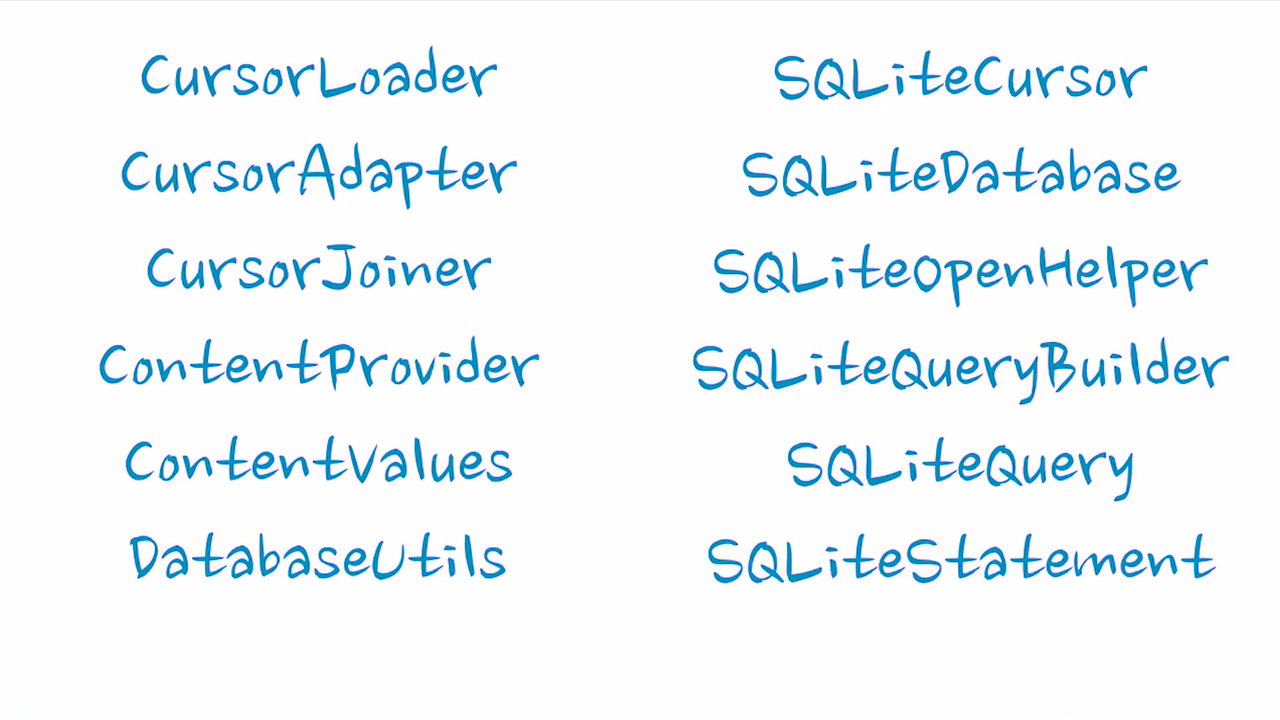 CursorLoader
CursorAdapter
CursorJoiner
ContentProvider
ContentValues
DatabaseUtils
SQLiteCursor
SQLiteDatabase
SQLiteOpenHelper
SQLiteQueryBuilder
SQLiteQuery
SQLiteStatement